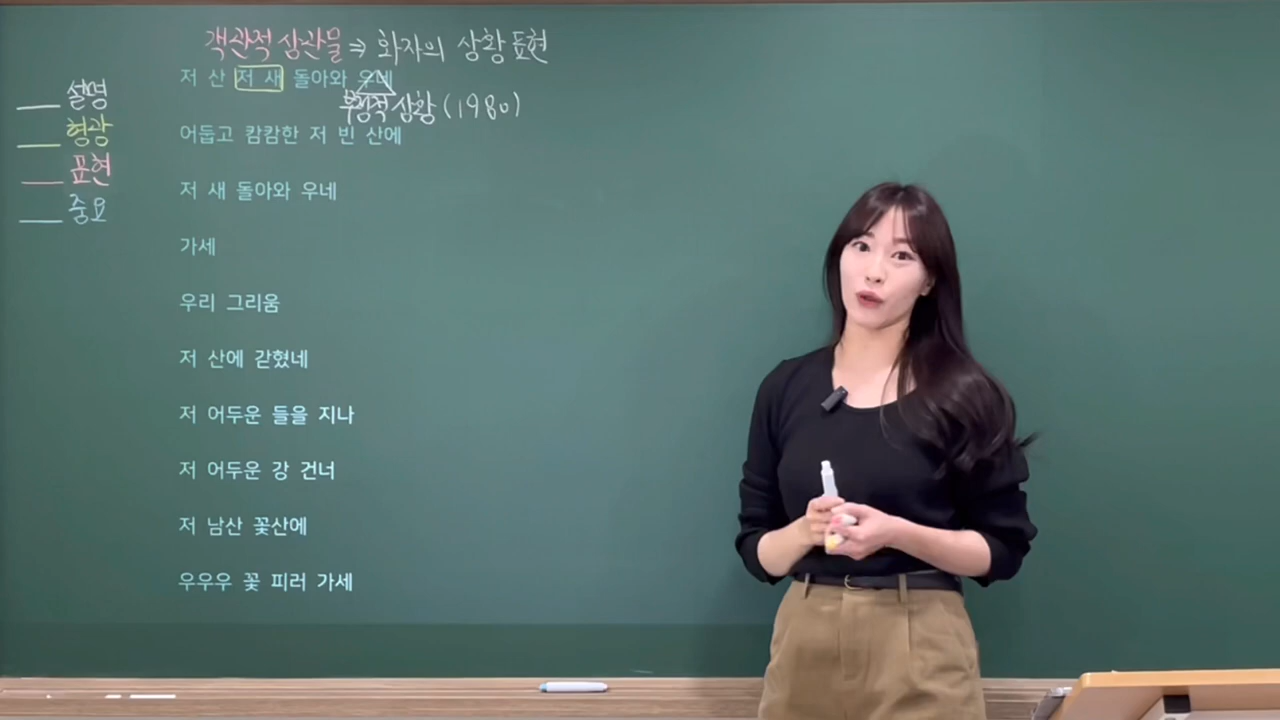 객관적 상관물 ⇒ 화자의 상황 표현
저 산 저 새 돌아와 우네
부정적 상황 (1980)
설명
형광
표현
중요
어둡고 캄캄한 저 빈 산에
저 새 돌아와 우네
가세
우리 그리움
저 산에 갇혔네
저 어두운 들을 지나
저 어두운 강 건너
저 남산 꽃산에
우우우 꽃 피러 가세